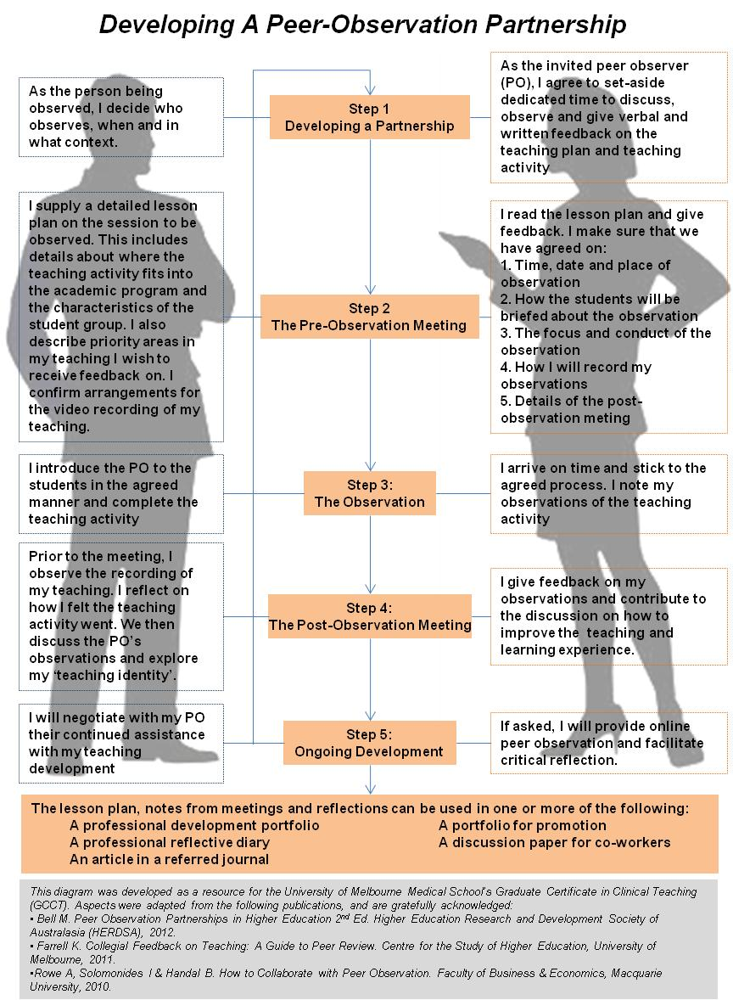 Developing A Peer-Observation Partnership
As the person being
observed, I decide who
observes, when and in
what context.
Step 1
Developing a Partnership
As the invited peer observer
(PO), I agree to set-aside
dedicated time to discuss,
observe and give verbal and
written feedback on the
teaching plan and teaching
activity
I supply a detailed lesson
plan on the session to be
observed. This includes
details about where the
teaching activity fits into
the academic program and
the characteristics of the
student group. I also
describe priority areas in
my teaching I wish to
receive feedback on. I
confirm arrangements for
the video recording of my
teaching.
Step 2
The Pre-Observation Meeting
I read the lesson plan and give
feedback. I make sure that we
have agreed on:
1. Time, date and place of
observation
2. How the students will be
briefed about the observation
3. The focus and conduct of the
observation
4. How I will record my
observations
5. Details of the post-
observation meting
I introduce the PO to the
students in the agreed
manner and complete the
teaching activity
Step 3:
The Observation
I arrive on time and stick to the
agreed process. I note my
observations of the teaching
activity
Prior to the meeting, I
observe the recording of
my teaching. I reflect on
how I felt the teaching
activity went. We then
discuss the PO's
observations and explore
my 'teaching identity'.
Step 4:
The Post-Observation Meeting
I give feedback on my
observations and contribute to
the discussion on how to
improve the teaching and
learning experience.
I will negotiate with my PO
their continued assistance
with my teaching
development
Step 5:
Ongoing Development
If asked, I will provide online
peer observation and facilitate
critical reflection.
The lesson plan, notes from meetings and reflections can be used in one or more of the following:
A professional development portfolio
A professional reflective diary
An article in a referred journal
A portfolio for promotion
A discussion paper for co-workers
This diagram was developed as a resource for the University of Melbourne Medical School's Graduate Certificate in Clinical Teaching
(GCCT). Aspects were adapted from the following publications, and are gratefully acknowledged:
• Bell M. Peer Observation Partnerships in Higher Education 2nd Ed. Higher Education Research and Development Society of
Australasia (HERDSA), 2012.
• Farrell K. Collegial Feedback on Teaching: A Guide to Peer Review. Centre for the Study of Higher Education, University of
Melbourne, 2011.
•Rowe A, Solomonides I & Handal B. How to Collaborate with Peer Observation. Faculty of Business & Economics, Macquarie
University, 2010.